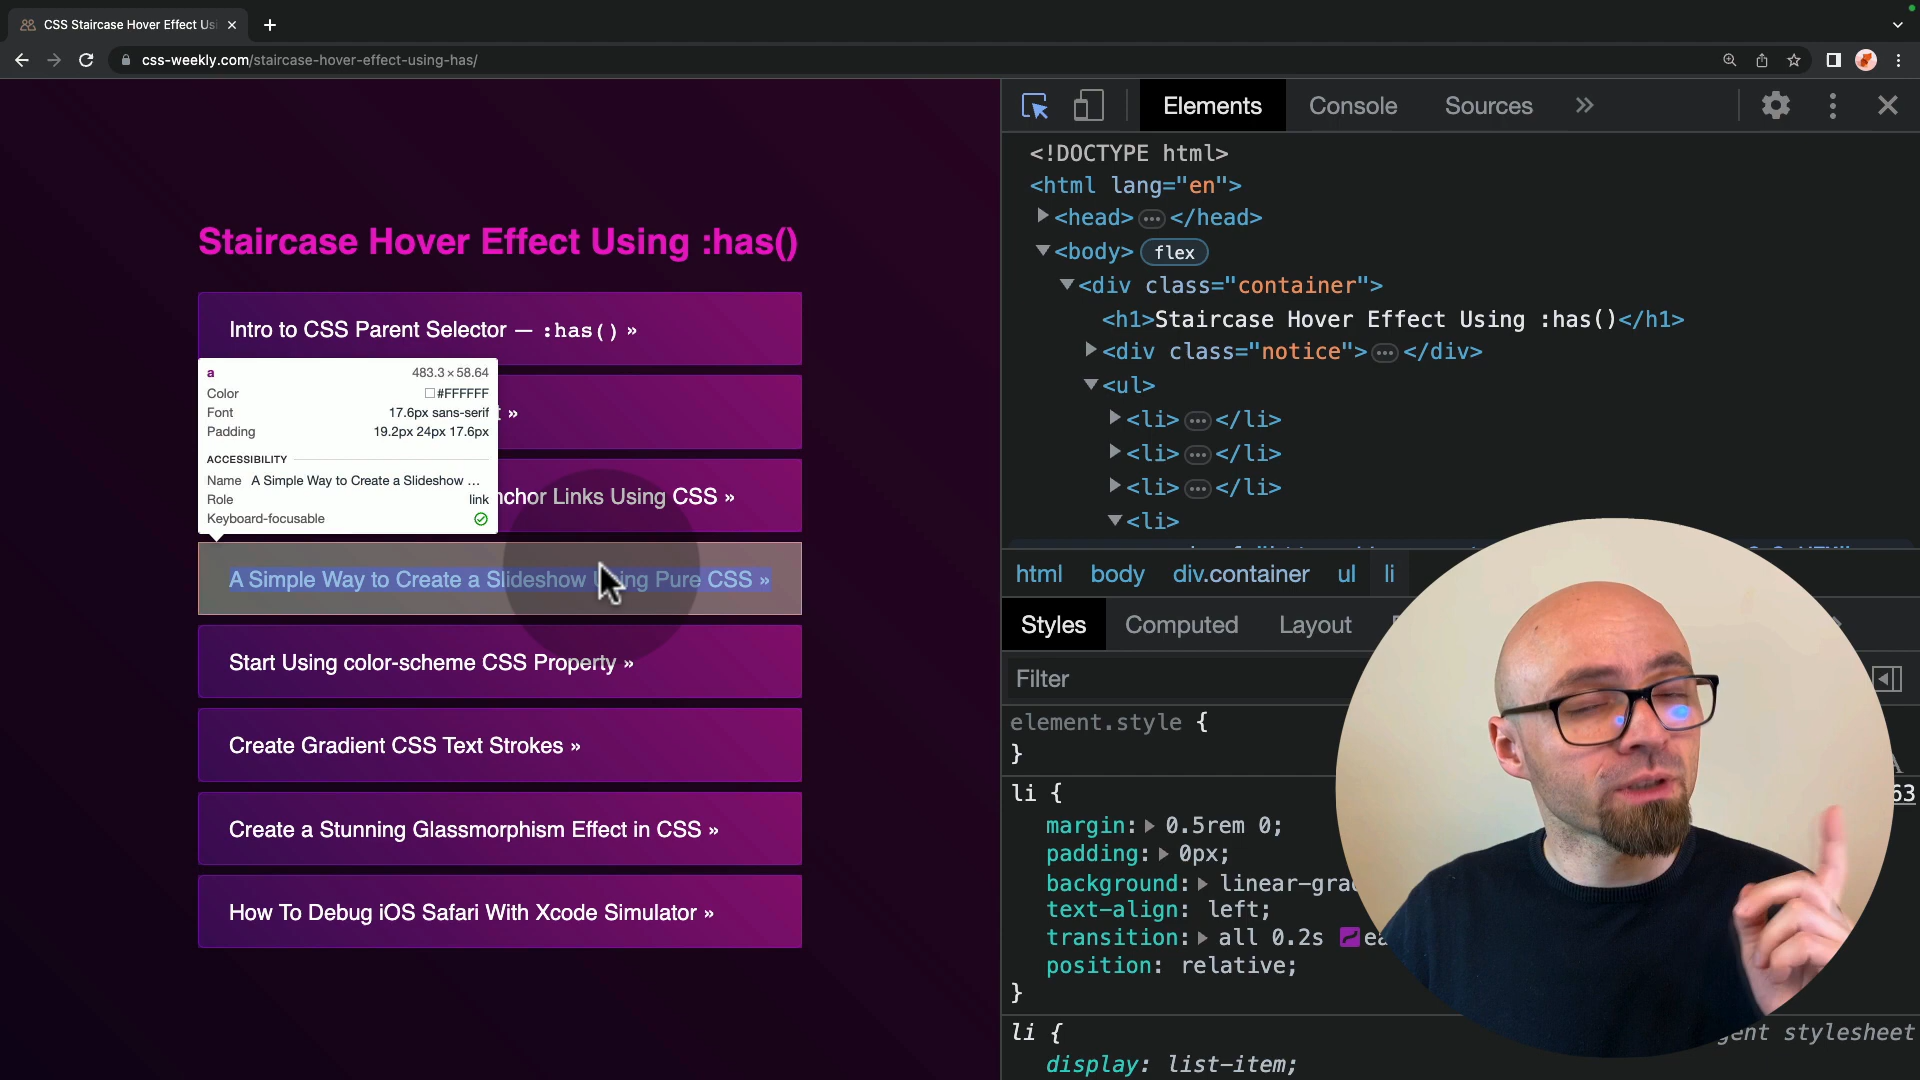 CSS Staircase Hover Effect Usi
css-weekly.com/staircase-hover-effect-using-has/
Staircase Hover Effect Using :has()
Intro to CSS Parent Selector — :has() »
a 483.3 × 58.64
Color #FFFFFF
Font 17.6px sans-serif
Padding 19.2px 24px 17.6px
ACCESSIBILITY
Name A Simple Way to Create a Slideshow ...
Role link
Keyboard-focusable
»
Links Using CSS »
A Simple Way to Create a Slideshow Using Pure CSS »
Start Using color-scheme CSS Property »
Create Gradient CSS Text Strokes »
Create a Stunning Glassmorphism Effect in CSS »
How To Debug iOS Safari With Xcode Simulator »
Elements Console Sources »
<!DOCTYPE html>
<html lang="en">
<head> ... </head>
<body> flex
<div class="container">
<h1>Staircase Hover Effect Using :has()</h1>
<div class="notice"> ... </div>
<ul>
<li> ... </li>
<li> ... </li>
<li> ... </li>
<li>
html body div.container ul li
Styles Computed Layout
Filter
element.style {
}
li { 63
margin: 0.5rem 0;
padding: 0px;
background: linear-gra
text-align: left;
transition: all 0.2s ea
position: relative;
}
li { stylesheet
display: list-item;